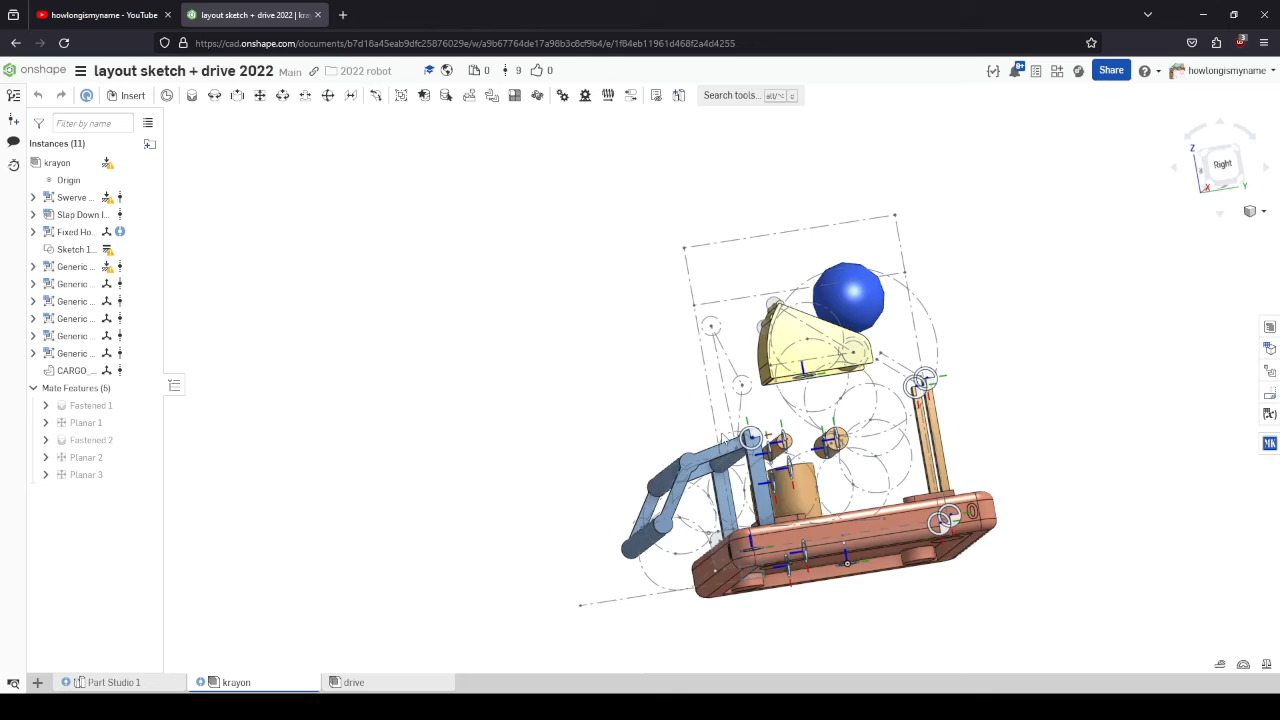 howlongismyname - YouTube
layout sketch + drive 2022 | kra
https://cad.onshape.com/documents/b7d18a45eab9dfc25876029e/w/a9b67764de17a98b3c8cf9b4/e/1f84eb11961d468f2a4d4255
onshape
layout sketch + drive 2022
Main
2022 robot
0
9
0
9+
Share
howlongismyname
Insert
Search tools...
alt/⌥
c
Filter by name
Instances (11)
krayon
Origin
Swerve ...
Slap Down I...
Fixed Ho...
Sketch 1...
Generic ...
Generic ...
Generic ...
Generic ...
Generic ...
Generic ...
CARGO_...
Mate Features (5)
Fastened 1
Planar 1
Fastened 2
Planar 2
Planar 3
Z
Right
X
Y
Part Studio 1
krayon
drive